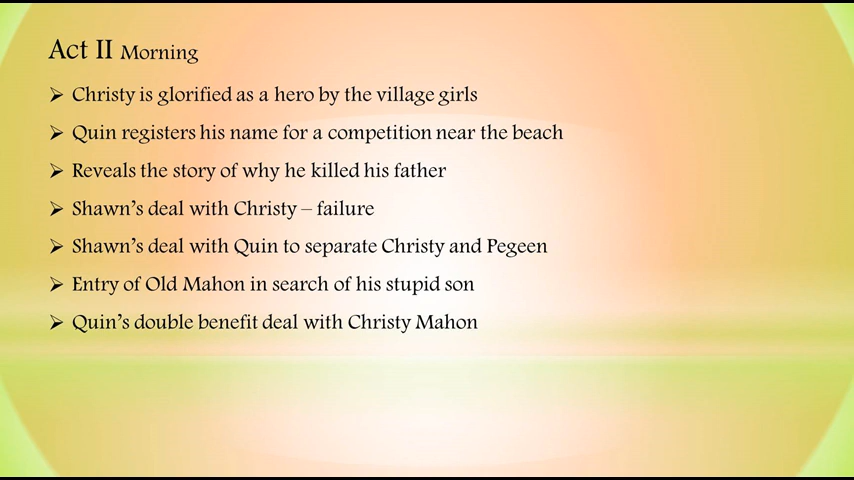 Act II Morning
➢ Christy is glorified as a hero by the village girls
➢ Quin registers his name for a competition near the beach
➢ Reveals the story of why he killed his father
➢ Shawn’s deal with Christy – failure
➢ Shawn’s deal with Quin to separate Christy and Pegeen
➢ Entry of Old Mahon in search of his stupid son
➢ Quin’s double benefit deal with Christy Mahon